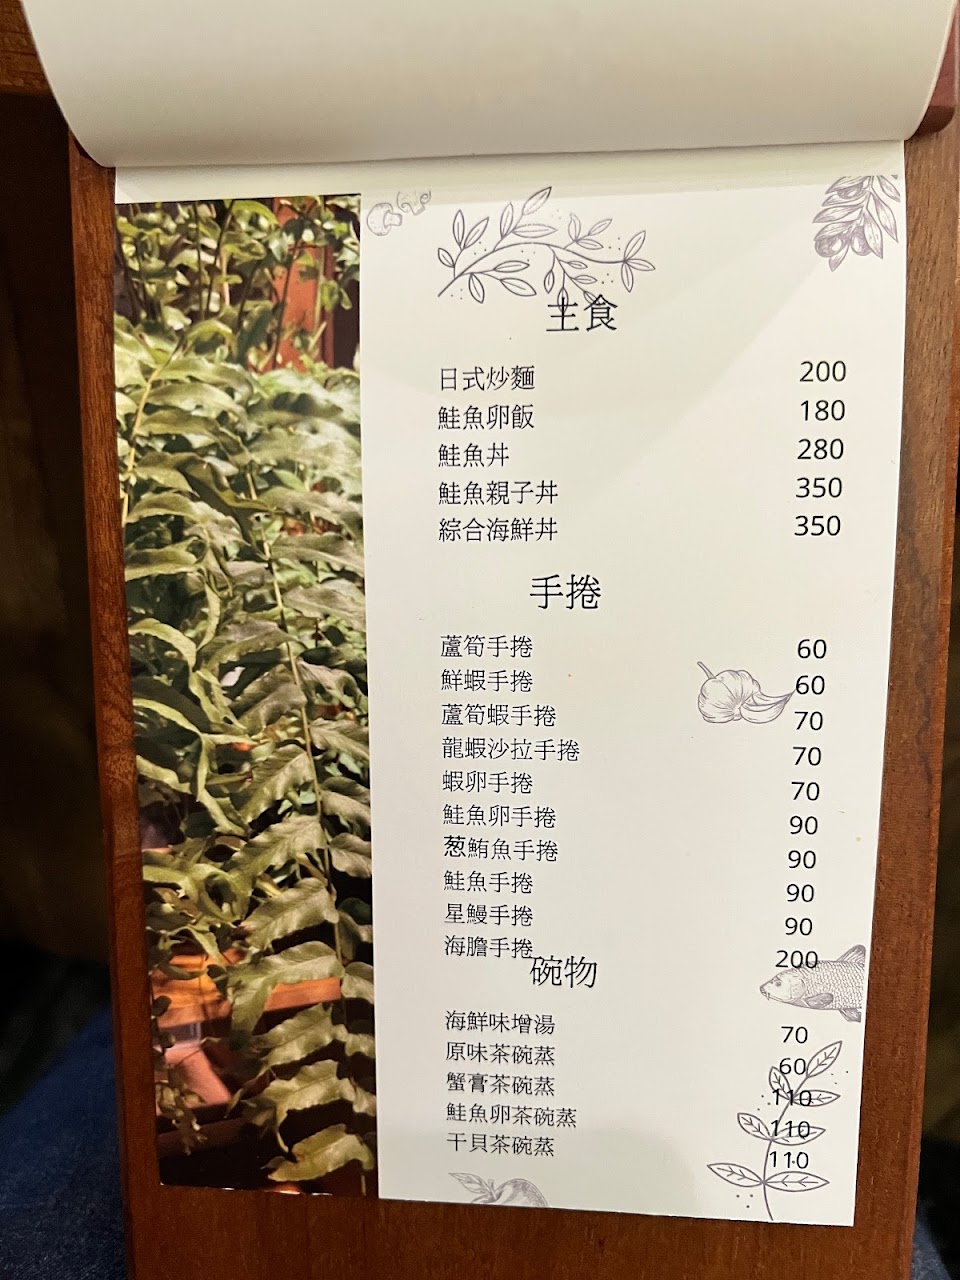 主食
日式炒麵 200
鮭魚卵飯 180
鮭魚丼 280
鮭魚親子丼 350
綜合海鮮丼 350
手捲
蘆筍手捲 60
鮮蝦手捲 60
蘆筍蝦手捲 70
龍蝦沙拉手捲 70
蝦卵手捲 70
鮭魚卵手捲 90
葱鮪魚手捲 90
鮭魚手捲 90
星鰻手捲 90
海膽手捲 200
碗物
海鮮味增湯 70
原味茶碗蒸 60
蟹膏茶碗蒸 110
鮭魚卵茶碗蒸 110
干貝茶碗蒸 110